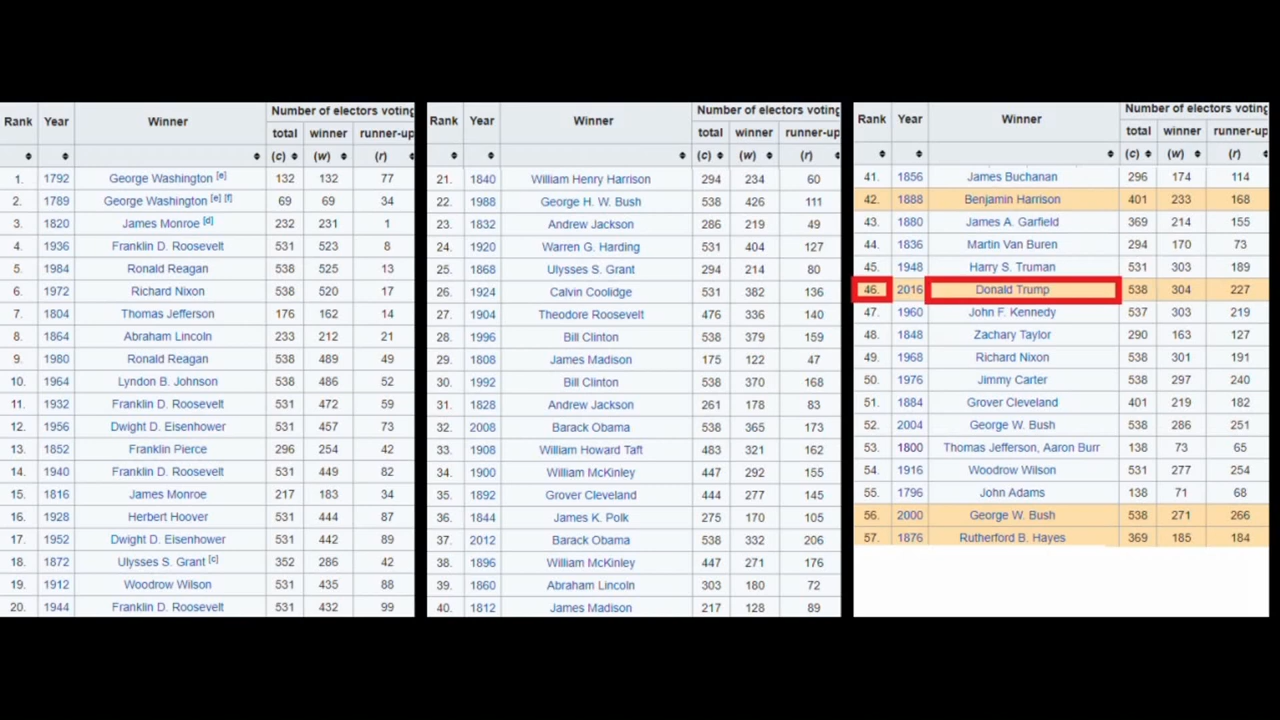 Number of electors voting
Rank Year Winner total winner runner-up
(c) (w) (r)
1. 1792 George Washington [e] 132 132 77
2. 1789 George Washington [e] [f] 69 69 34
3. 1820 James Monroe [d] 232 231 1
4. 1936 Franklin D. Roosevelt 531 523 8
5. 1984 Ronald Reagan 538 525 13
6. 1972 Richard Nixon 538 520 17
7. 1804 Thomas Jefferson 176 162 14
8. 1864 Abraham Lincoln 233 212 21
9. 1980 Ronald Reagan 538 489 49
10. 1964 Lyndon B. Johnson 538 486 52
11. 1932 Franklin D. Roosevelt 531 472 59
12. 1956 Dwight D. Eisenhower 531 457 73
13. 1852 Franklin Pierce 296 254 42
14. 1940 Franklin D. Roosevelt 531 449 82
15. 1816 James Monroe 217 183 34
16. 1928 Herbert Hoover 531 444 87
17. 1952 Dwight D. Eisenhower 531 442 89
18. 1872 Ulysses S. Grant [c] 352 286 42
19. 1912 Woodrow Wilson 531 435 88
20. 1944 Franklin D. Roosevelt 531 432 99
Number of electors voting
Rank Year Winner total winner runner-up
(c) (w) (r)
21. 1840 William Henry Harrison 294 234 60
22. 1988 George H. W. Bush 538 426 111
23. 1832 Andrew Jackson 286 219 49
24. 1920 Warren G. Harding 531 404 127
25. 1868 Ulysses S. Grant 294 214 80
26. 1924 Calvin Coolidge 531 382 136
27. 1904 Theodore Roosevelt 476 336 140
28. 1996 Bill Clinton 538 379 159
29. 1808 James Madison 175 122 47
30. 1992 Bill Clinton 538 370 168
31. 1828 Andrew Jackson 261 178 83
32. 2008 Barack Obama 538 365 173
33. 1908 William Howard Taft 483 321 162
34. 1900 William McKinley 447 292 155
35. 1892 Grover Cleveland 444 277 145
36. 1844 James K. Polk 275 170 105
37. 2012 Barack Obama 538 332 206
38. 1896 William McKinley 447 271 176
39. 1860 Abraham Lincoln 303 180 72
40. 1812 James Madison 217 128 89
Number of electors voting
Rank Year Winner total winner runner-up
(c) (w) (r)
41. 1856 James Buchanan 296 174 114
42. 1888 Benjamin Harrison 401 233 168
43. 1880 James A. Garfield 369 214 155
44. 1836 Martin Van Buren 294 170 73
45. 1948 Harry S. Truman 531 303 189
46. 2016 Donald Trump 538 304 227
47. 1960 John F. Kennedy 537 303 219
48. 1848 Zachary Taylor 290 163 127
49. 1968 Richard Nixon 538 301 191
50. 1976 Jimmy Carter 538 297 240
51. 1884 Grover Cleveland 401 219 182
52. 2004 George W. Bush 538 286 251
53. 1800 Thomas Jefferson, Aaron Burr 138 73 65
54. 1916 Woodrow Wilson 531 277 254
55. 1796 John Adams 138 71 68
56. 2000 George W. Bush 538 271 266
57. 1876 Rutherford B. Hayes 369 185 184